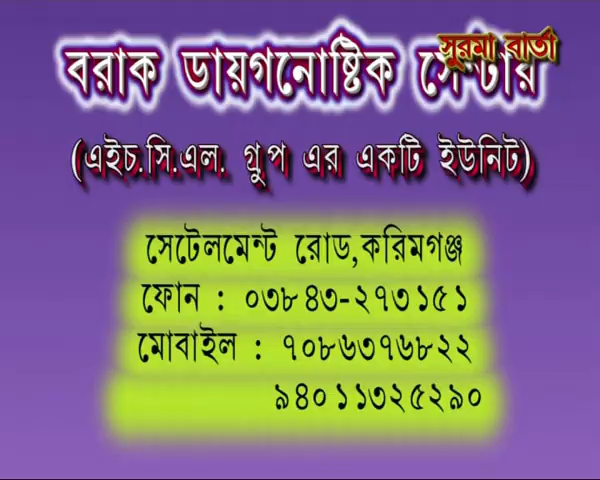 সুরমা বার্তা
বরাক ডায়গনোষ্টিক সেন্টার
(এইচ.সি.এল. গ্রুপ এর একটি ইউনিট)
সেটেলমেন্ট রোড,করিমগঞ্জ
ফোন : ০৩৮৪৩-২৭৩১৫১
মোবাইল : ৭০৮৬৩৭৬৮২২
৯৪০১১৩২৫২৯০